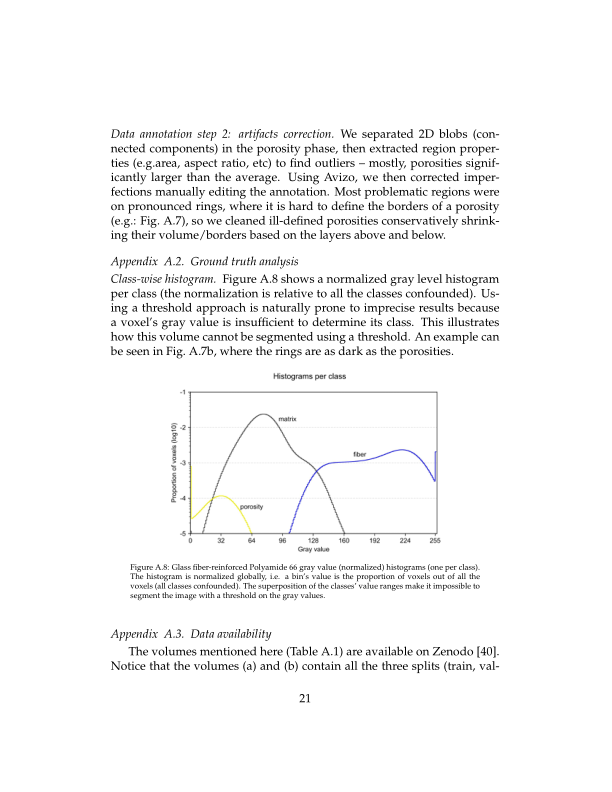 Data annotation step 2: artifacts correction. We separated 2D blobs (con-
nected components) in the porosity phase, then extracted region proper-
ties (e.g.area, aspect ratio, etc) to find outliers – mostly, porosities signif-
icantly larger than the average. Using Avizo, we then corrected imper-
fections manually editing the annotation. Most problematic regions were
on pronounced rings, where it is hard to define the borders of a porosity
(e.g.: Fig. A.7), so we cleaned ill-defined porosities conservatively shrink-
ing their volume/borders based on the layers above and below.
Appendix A.2. Ground truth analysis
Class-wise histogram. Figure A.8 shows a normalized gray level histogram
per class (the normalization is relative to all the classes confounded). Us-
ing a threshold approach is naturally prone to imprecise results because
a voxel's gray value is insufficient to determine its class. This illustrates
how this volume cannot be segmented using a threshold. An example can
be seen in Fig. A.7b, where the rings are as dark as the porosities.
Histograms per class
-1
-2
-3
-4
-5
Proportion of voxels (log10)
matrix
fiber
porosity
0 32 64 96 128 160 192 224 255
Gray value
Figure A.8: Glass fiber-reinforced Polyamide 66 gray value (normalized) histograms (one per class).
The histogram is normalized globally, i.e. a bin's value is the proportion of voxels out of all the
voxels (all classes confounded). The superposition of the classes' value ranges make it impossible to
segment the image with a threshold on the gray values.
Appendix A.3. Data availability
The volumes mentioned here (Table A.1) are available on Zenodo [40].
Notice that the volumes (a) and (b) contain all the three splits (train, val-
21